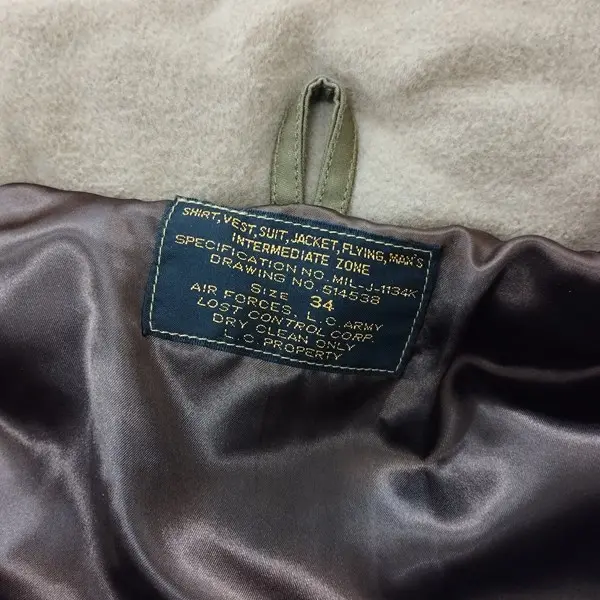 SHIRT, VEST, SUIT, JACKET, FLYING, MAN'S
INTERMEDIATE ZONE
SPECIFICATION NO. MIL-J-1134K
DRAWING NO. 514538
SIZE 34
AIR FORCES, L.C. ARMY
LOST CONTROL CORP.
DRY CLEAN ONLY
L.C. PROPERTY